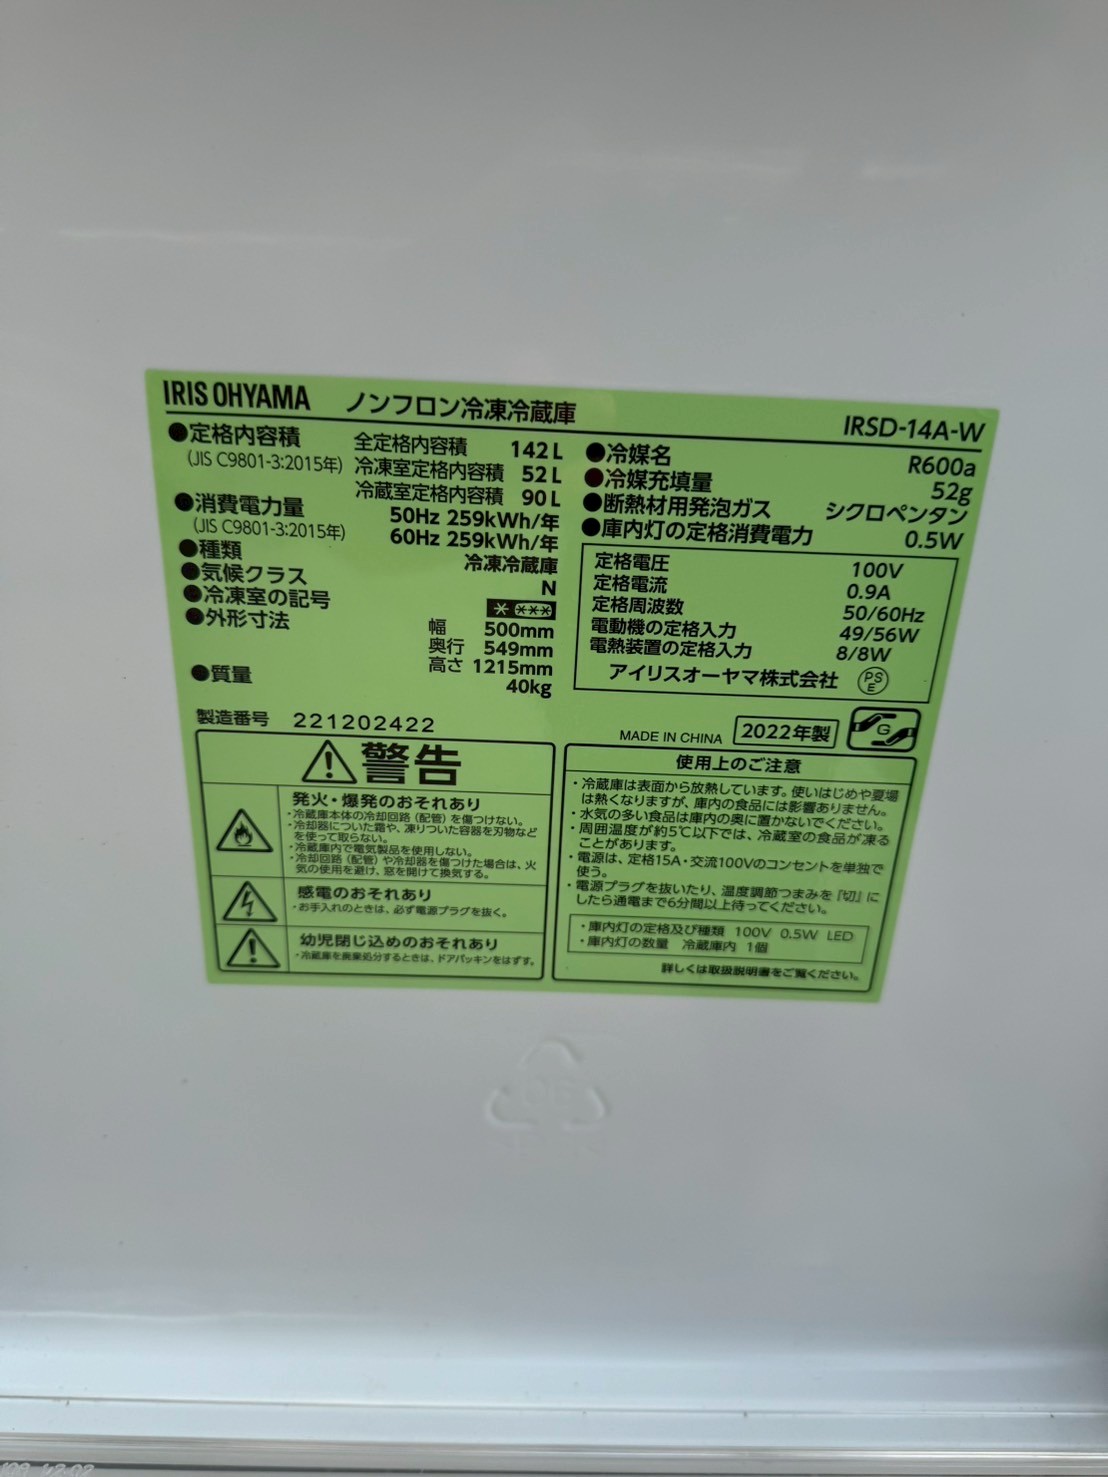 IRIS OHYAMA ノンフロン冷凍冷蔵庫 IRSD-14A-W
●定格内容積 全定格内容積 142L
(JIS C9801-3:2015年) 冷凍室定格内容積 52L
冷蔵室定格内容積 90L
●消費電力量 50Hz 259kWh/年
(JIS C9801-3:2015年) 60Hz 259kWh/年
●種類 冷凍冷蔵庫
●気候クラス N
●冷凍室の記号
●外形寸法 幅 500mm
奥行 549mm
高さ 1215mm
●質量 40kg
製造番号 221202422
●冷媒名 R600a
●冷媒充填量 52g
●断熱材用発泡ガス シクロペンタン
●庫内灯の定格消費電力 0.5W
定格電圧 100V
定格電流 0.9A
定格周波数 50/60Hz
電動機の定格入力 49/56W
電熱装置の定格入力 8/8W
アイリスオーヤマ株式会社 PSE
MADE IN CHINA 2022年製 G
警告
発火・爆発のおそれあり
・冷蔵庫本体の冷却回路(配管)を傷つけない。
・冷却器についた霜や、凍りついた容器を刃物など
を使って取らない。
・冷蔵庫内で電気製品を使用しない。
・冷却回路(配管)や冷却器を傷つけた場合は、火
気の使用を避け、窓を開けて換気する。
感電のおそれあり
・お手入れのときは、必ず電源プラグを抜く。
幼児閉じ込めのおそれあり
・冷蔵庫を廃棄処分するときは、ドアパッキンをはずす。
使用上のご注意
・冷蔵庫は表面から放熱しています。使いはじめや夏場
は熱くなりますが、庫内の食品には影響ありません。
・水気の多い食品は庫内の奥に置かないでください。
・周囲温度が約5℃以下では、冷蔵室の食品が凍る
ことがあります。
・電源は、定格15A・交流100Vのコンセントを単独で
使う。
・電源プラグを抜いたり、温度調節つまみを「切」に
したら通電まで6分間以上待ってください。
・庫内灯の定格及び種類 100V 0.5W LED
・庫内灯の数量 冷蔵庫内 1個
詳しくは取扱説明書をご覧ください。